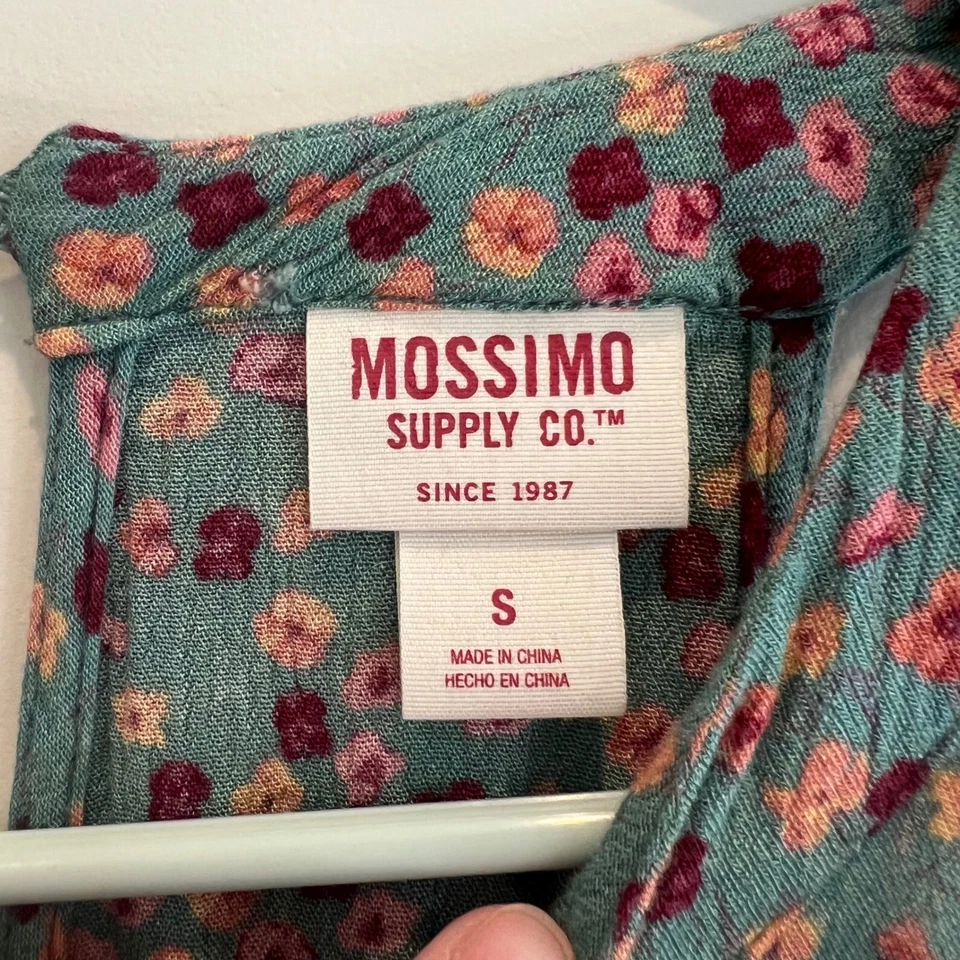 MOSSIMO
SUPPLY CO.™
SINCE 1987
S
MADE IN CHINA
HECHO EN CHINA